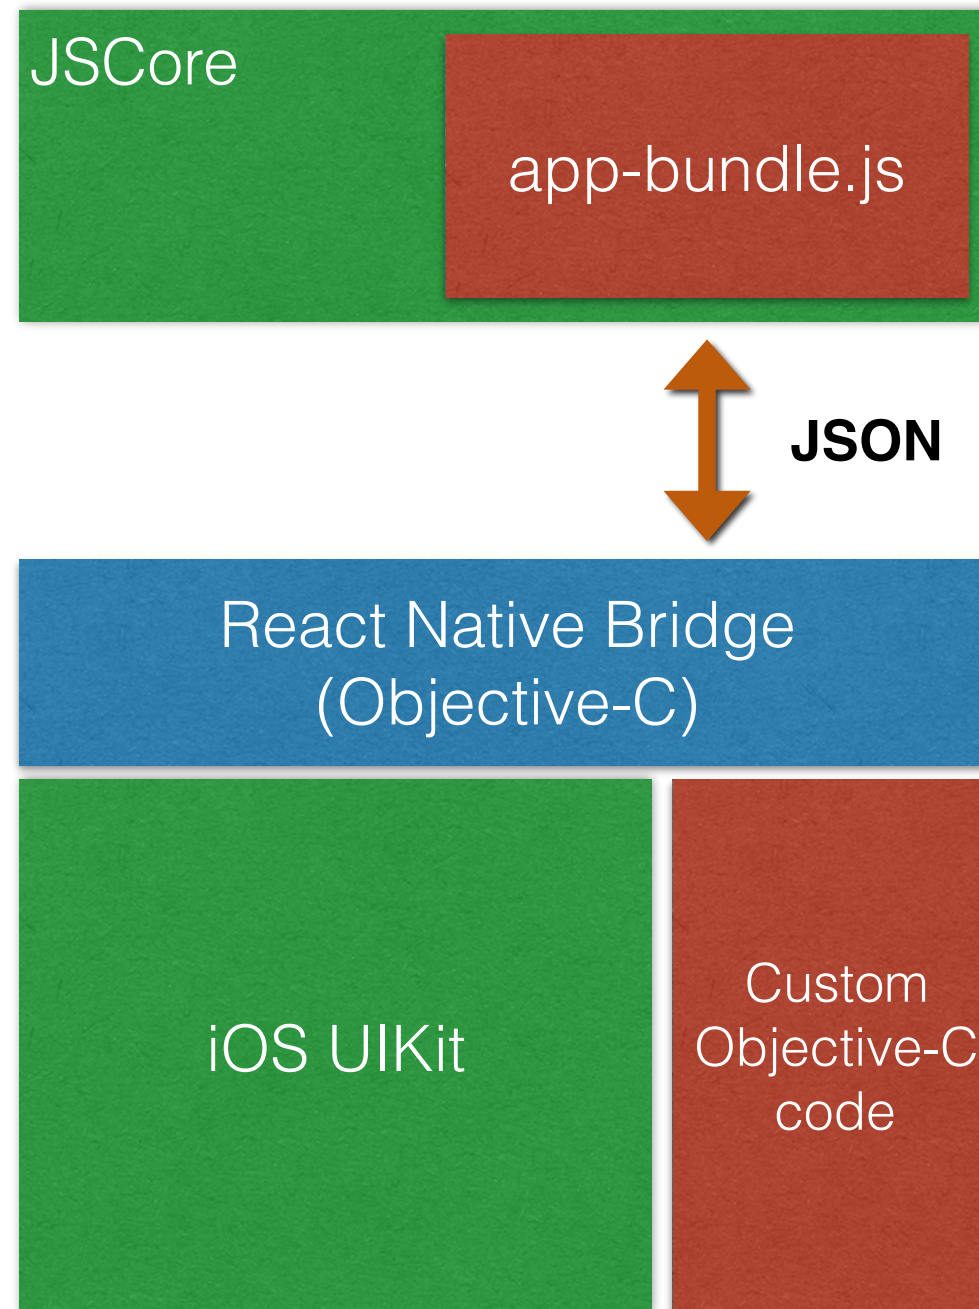 JSCore
app-bundle.js
JSON
React Native Bridge
(Objective-C)
iOS UIKit
Custom
Objective-C
code